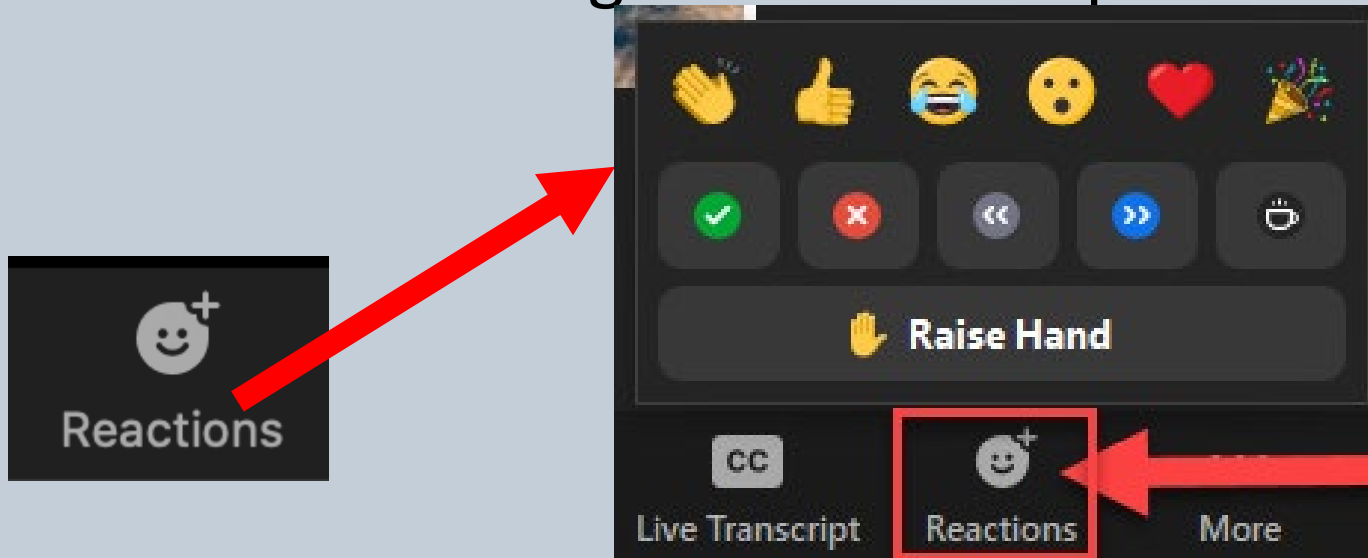 Raise Hand
Reactions
CC
Live Transcript
Reactions
More